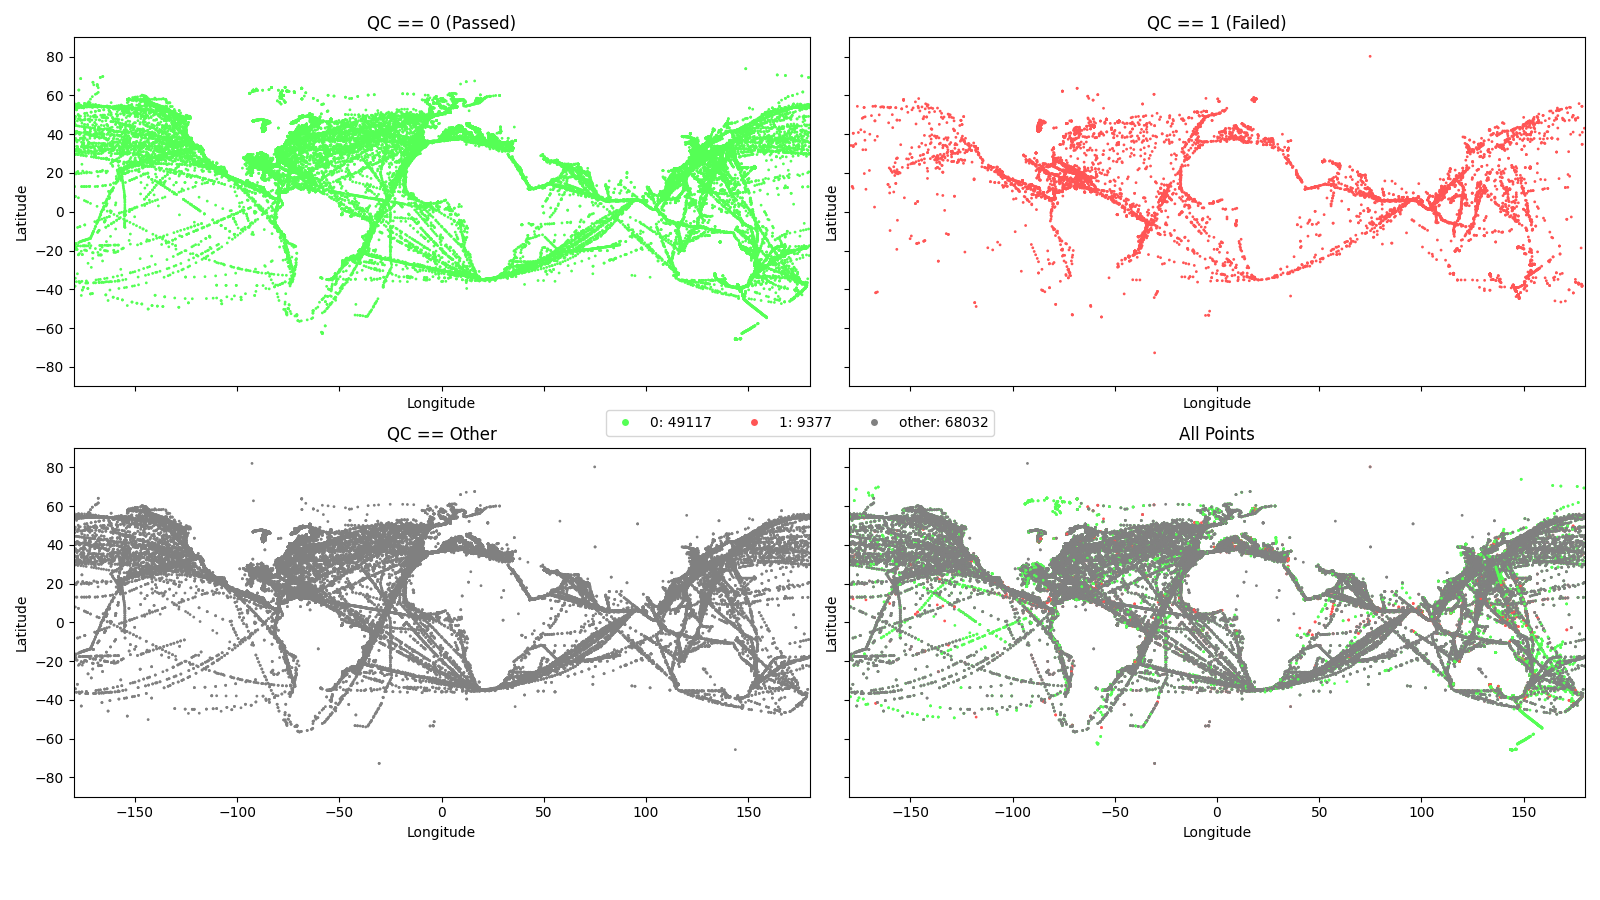 QC == 0 (Passed)
QC == 1 (Failed)
80
60
40
20
0
−20
−40
−60
−80
Latitude
Latitude
Longitude
Longitude
0: 49117
1: 9377
other: 68032
QC == Other
All Points
80
60
40
20
0
−20
−40
−60
−80
Latitude
Latitude
−150
−100
−50
0
50
100
150
−150
−100
−50
0
50
100
150
Longitude
Longitude